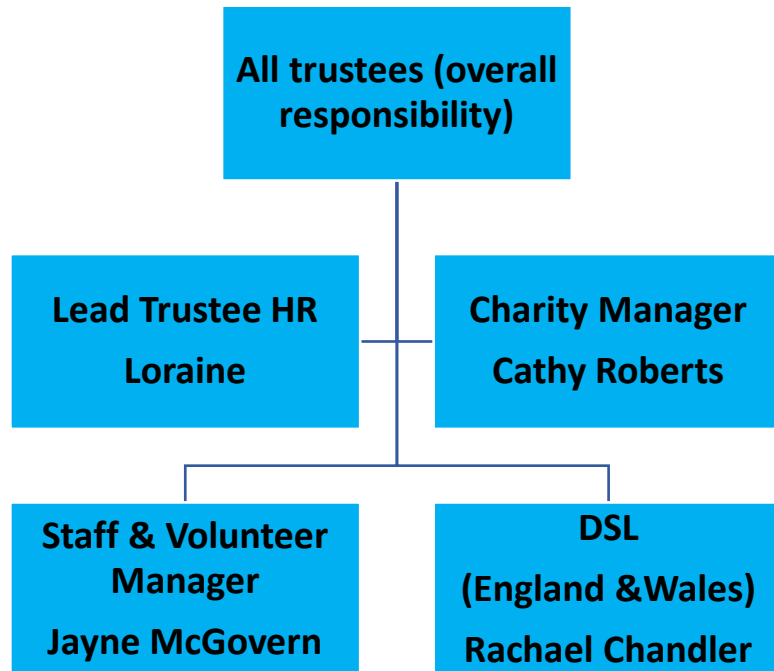 All trustees (overall
responsibility)
Lead Trustee HR
Loraine
Charity Manager
Cathy Roberts
Staff & Volunteer
Manager
Jayne McGovern
DSL
(England &Wales)
Rachael Chandler